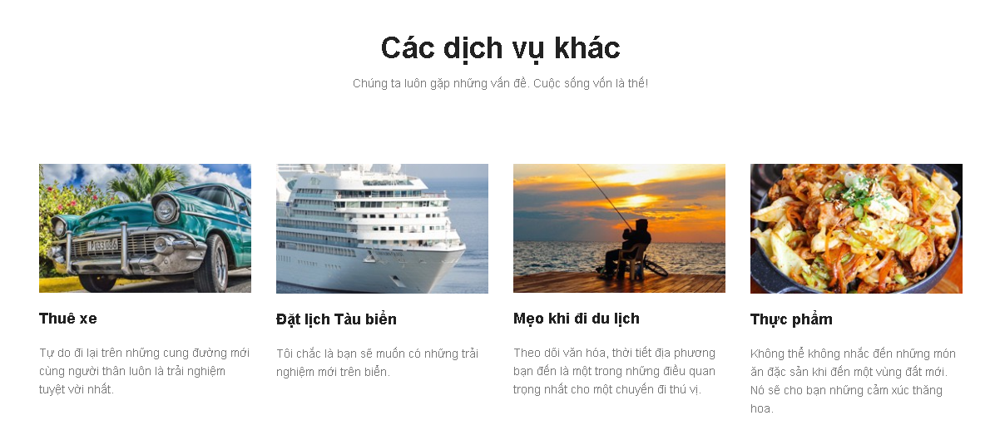 Các dịch vụ khác
Chúng ta luôn gặp những vấn đề. Cuộc sống vốn là thế!
Thuê xe
Tự do đi lại trên những cung đường mới
cùng người thân luôn là trải nghiệm
tuyệt vời nhất.
Đặt lịch Tàu biển
Tôi chắc là bạn sẽ muốn có những trải
nghiệm mới trên biển.
Mẹo khi đi du lịch
Theo dõi văn hóa, thời tiết địa phương
bạn đến là một trong những điều quan
trọng nhất cho một chuyến đi thú vị.
Thực phẩm
Không thể không nhắc đến những món
ăn đặc sản khi đến một vùng đất mới.
Nó sẽ cho bạn những cảm xúc thăng
hoa.